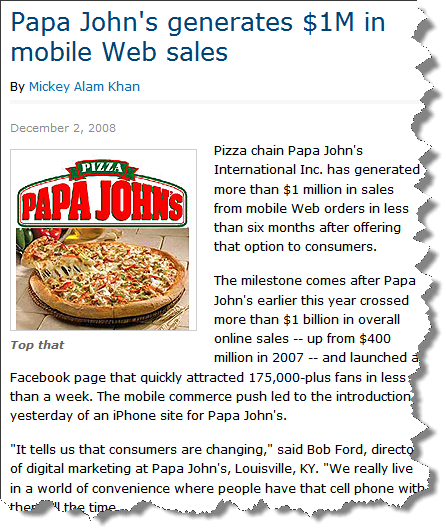 Papa John's generates $1M in
mobile Web sales
By Mickey Alam Khan
December 2, 2008
PIZZA
PAPA JOHN'S
Top that
Pizza chain Papa John's
International Inc. has generated
more than $1 million in sales
from mobile Web orders in less
than six months after offering
that option to consumers.
The milestone comes after Papa
John's earlier this year crossed
more than $1 billion in overall
online sales -- up from $400
million in 2007 -- and launched a
Facebook page that quickly attracted 175,000-plus fans in less
than a week. The mobile commerce push led to the introduction
yesterday of an iPhone site for Papa John's.
"It tells us that consumers are changing," said Bob Ford, directo
of digital marketing at Papa John's, Louisville, KY. "We really live
in a world of convenience where people have that cell phone with
the time